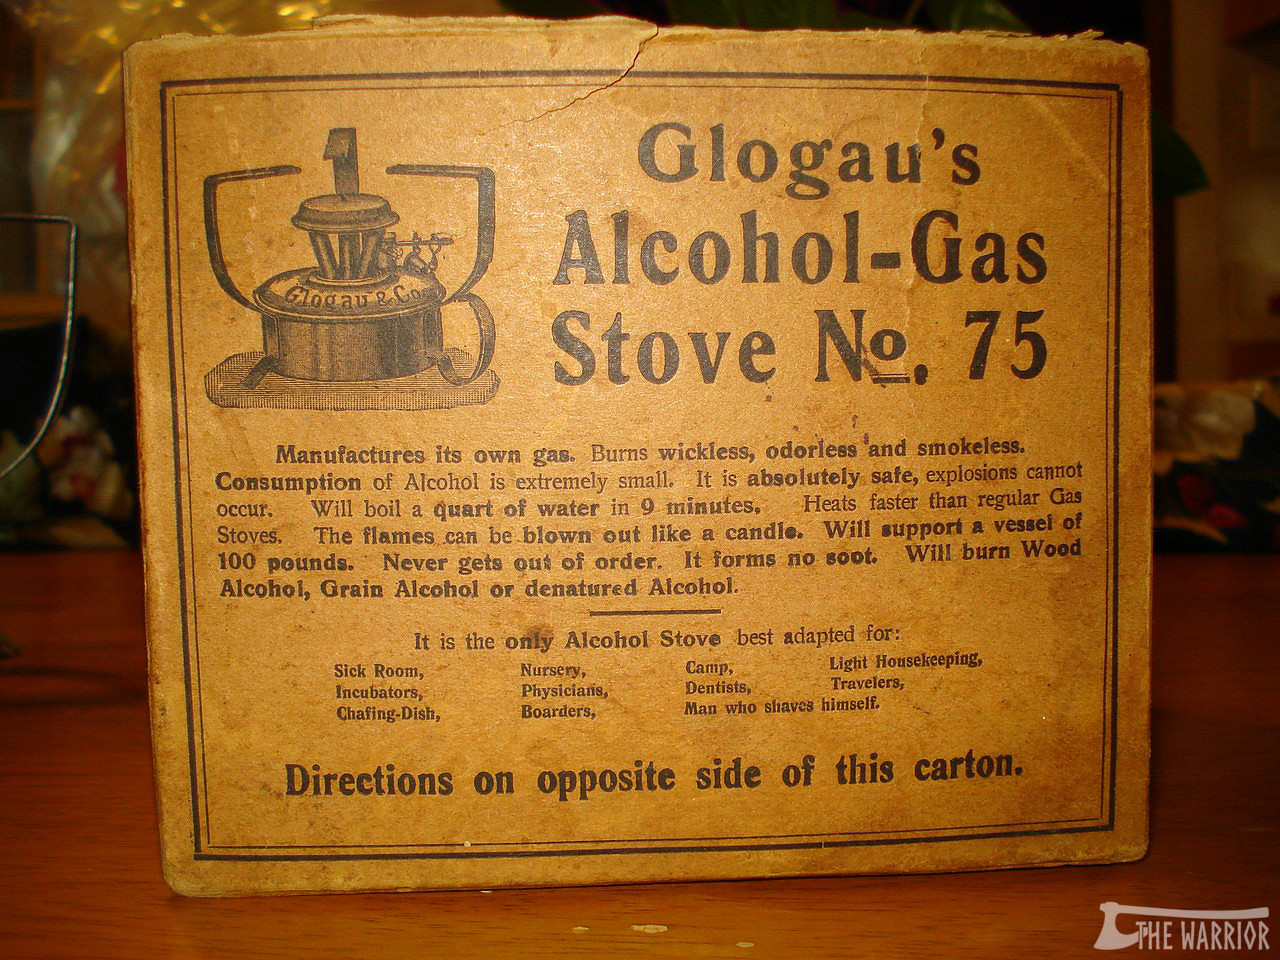 Glogau's
Alcohol-Gas
Stove No. 75
Glogau & Co.
Manufactures its own gas. Burns wickless, odorless and smokeless.
Consumption of Alcohol is extremely small. It is absolutely safe, explosions cannot
occur. Will boil a quart of water in 9 minutes. Heats faster than regular Gas
Stoves. The flames can be blown out like a candle. Will support a vessel of
100 pounds. Never gets out of order. It forms no soot. Will burn Wood
Alcohol, Grain Alcohol or denatured Alcohol.
It is the only Alcohol Stove best adapted for:
Sick Room, Nursery, Camp, Light Housekeeping,
Incubators, Physicians, Dentists, Travelers,
Chafing-Dish, Boarders, Man who shaves himself.
Directions on opposite side of this carton.
THE WARRIOR